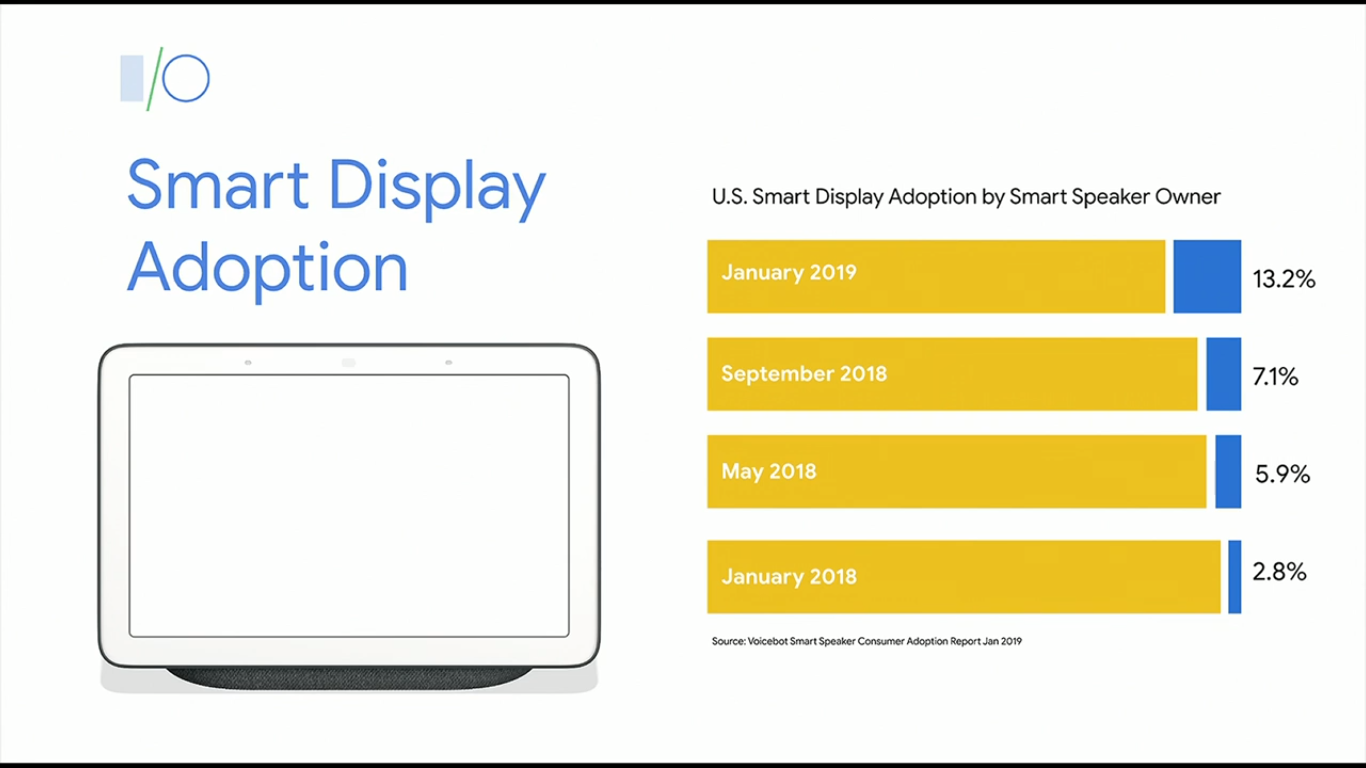 I/O
Smart Display
Adoption
U.S. Smart Display Adoption by Smart Speaker Owner
January 2019
13.2%
September 2018
7.1%
May 2018
5.9%
January 2018
2.8%
Source: Voicebot Smart Speaker Consumer Adoption Report Jan 2019